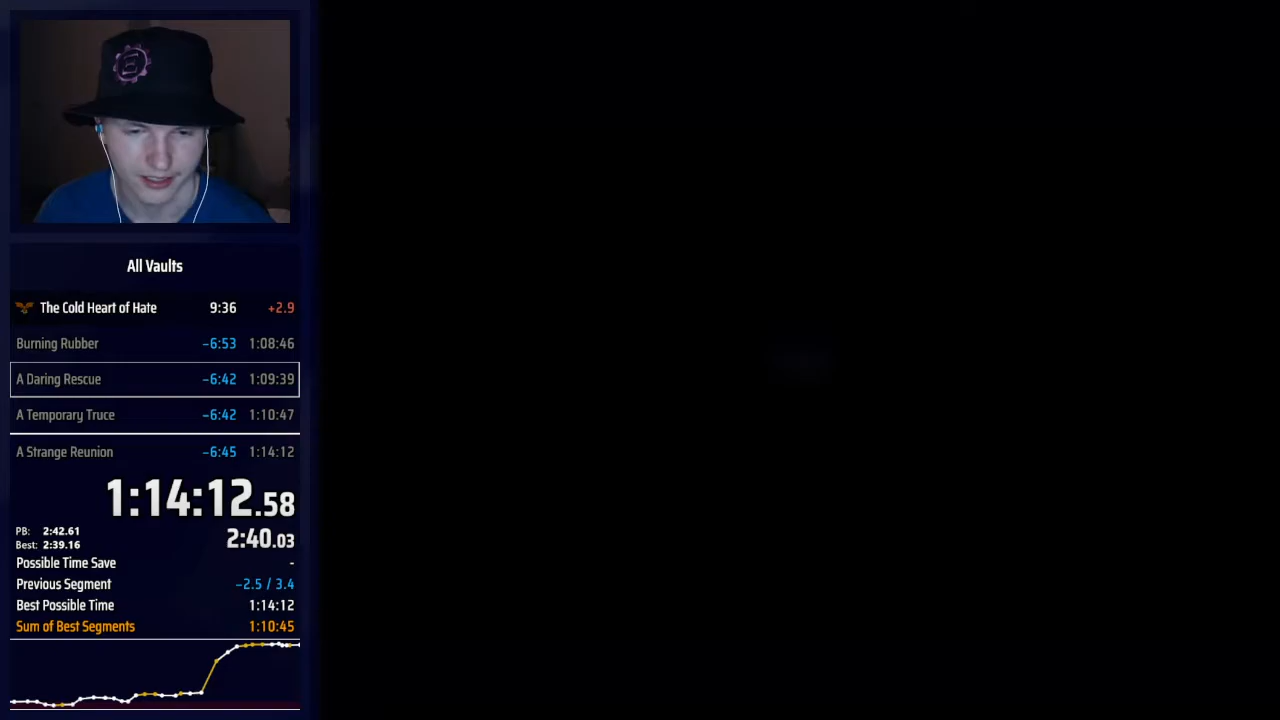 All Vaults
The Cold Heart of Hate 9:36 +2.9
Burning Rubber −6:53 1:08:46
A Daring Rescue −6:42 1:09:39
A Temporary Truce −6:42 1:10:47
A Strange Reunion −6:45 1:14:12
1:14:12.58
PB: 2:42.61
Best: 2:39.16
2:40.03
Possible Time Save -
Previous Segment −2.5 / 3.4
Best Possible Time 1:14:12
Sum of Best Segments 1:10:45